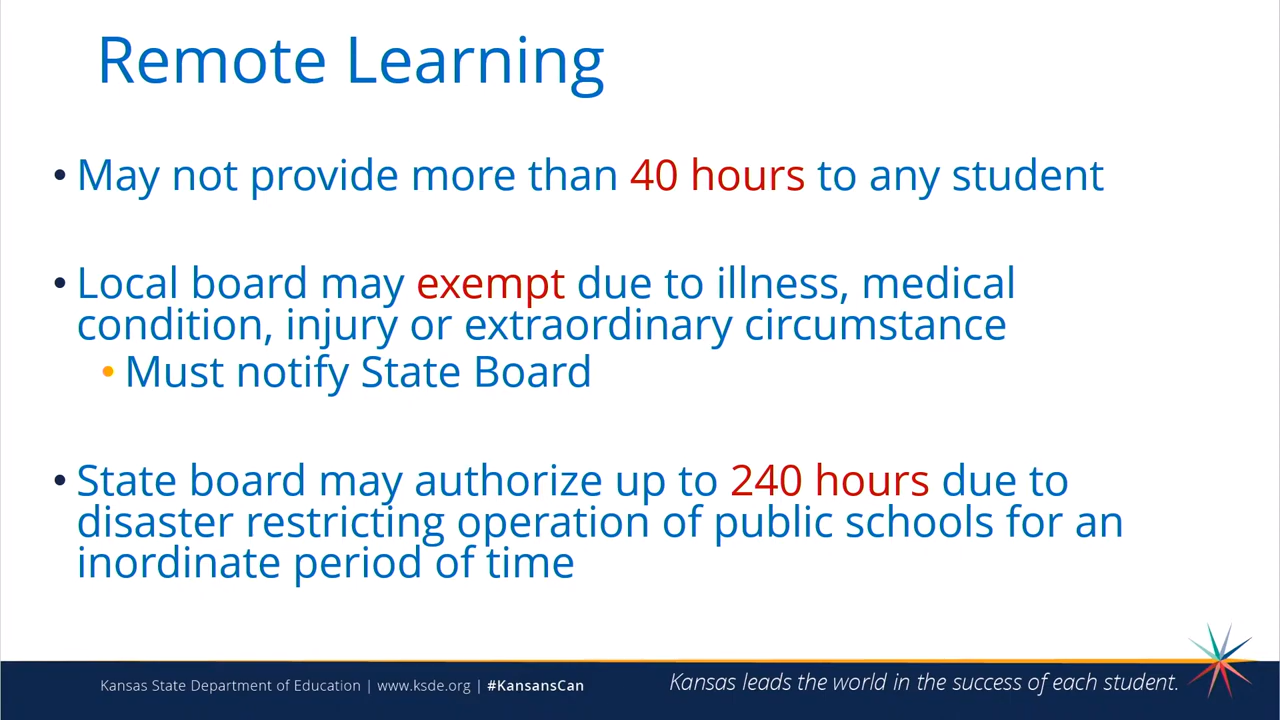 Remote Learning
• May not provide more than 40 hours to any student
• Local board may exempt due to illness, medical
condition, injury or extraordinary circumstance
• Must notify State Board
• State board may authorize up to 240 hours due to
disaster restricting operation of public schools for an
inordinate period of time
Kansas State Department of Education | www.ksde.org | #KansansCan
Kansas leads the world in the success of each student.